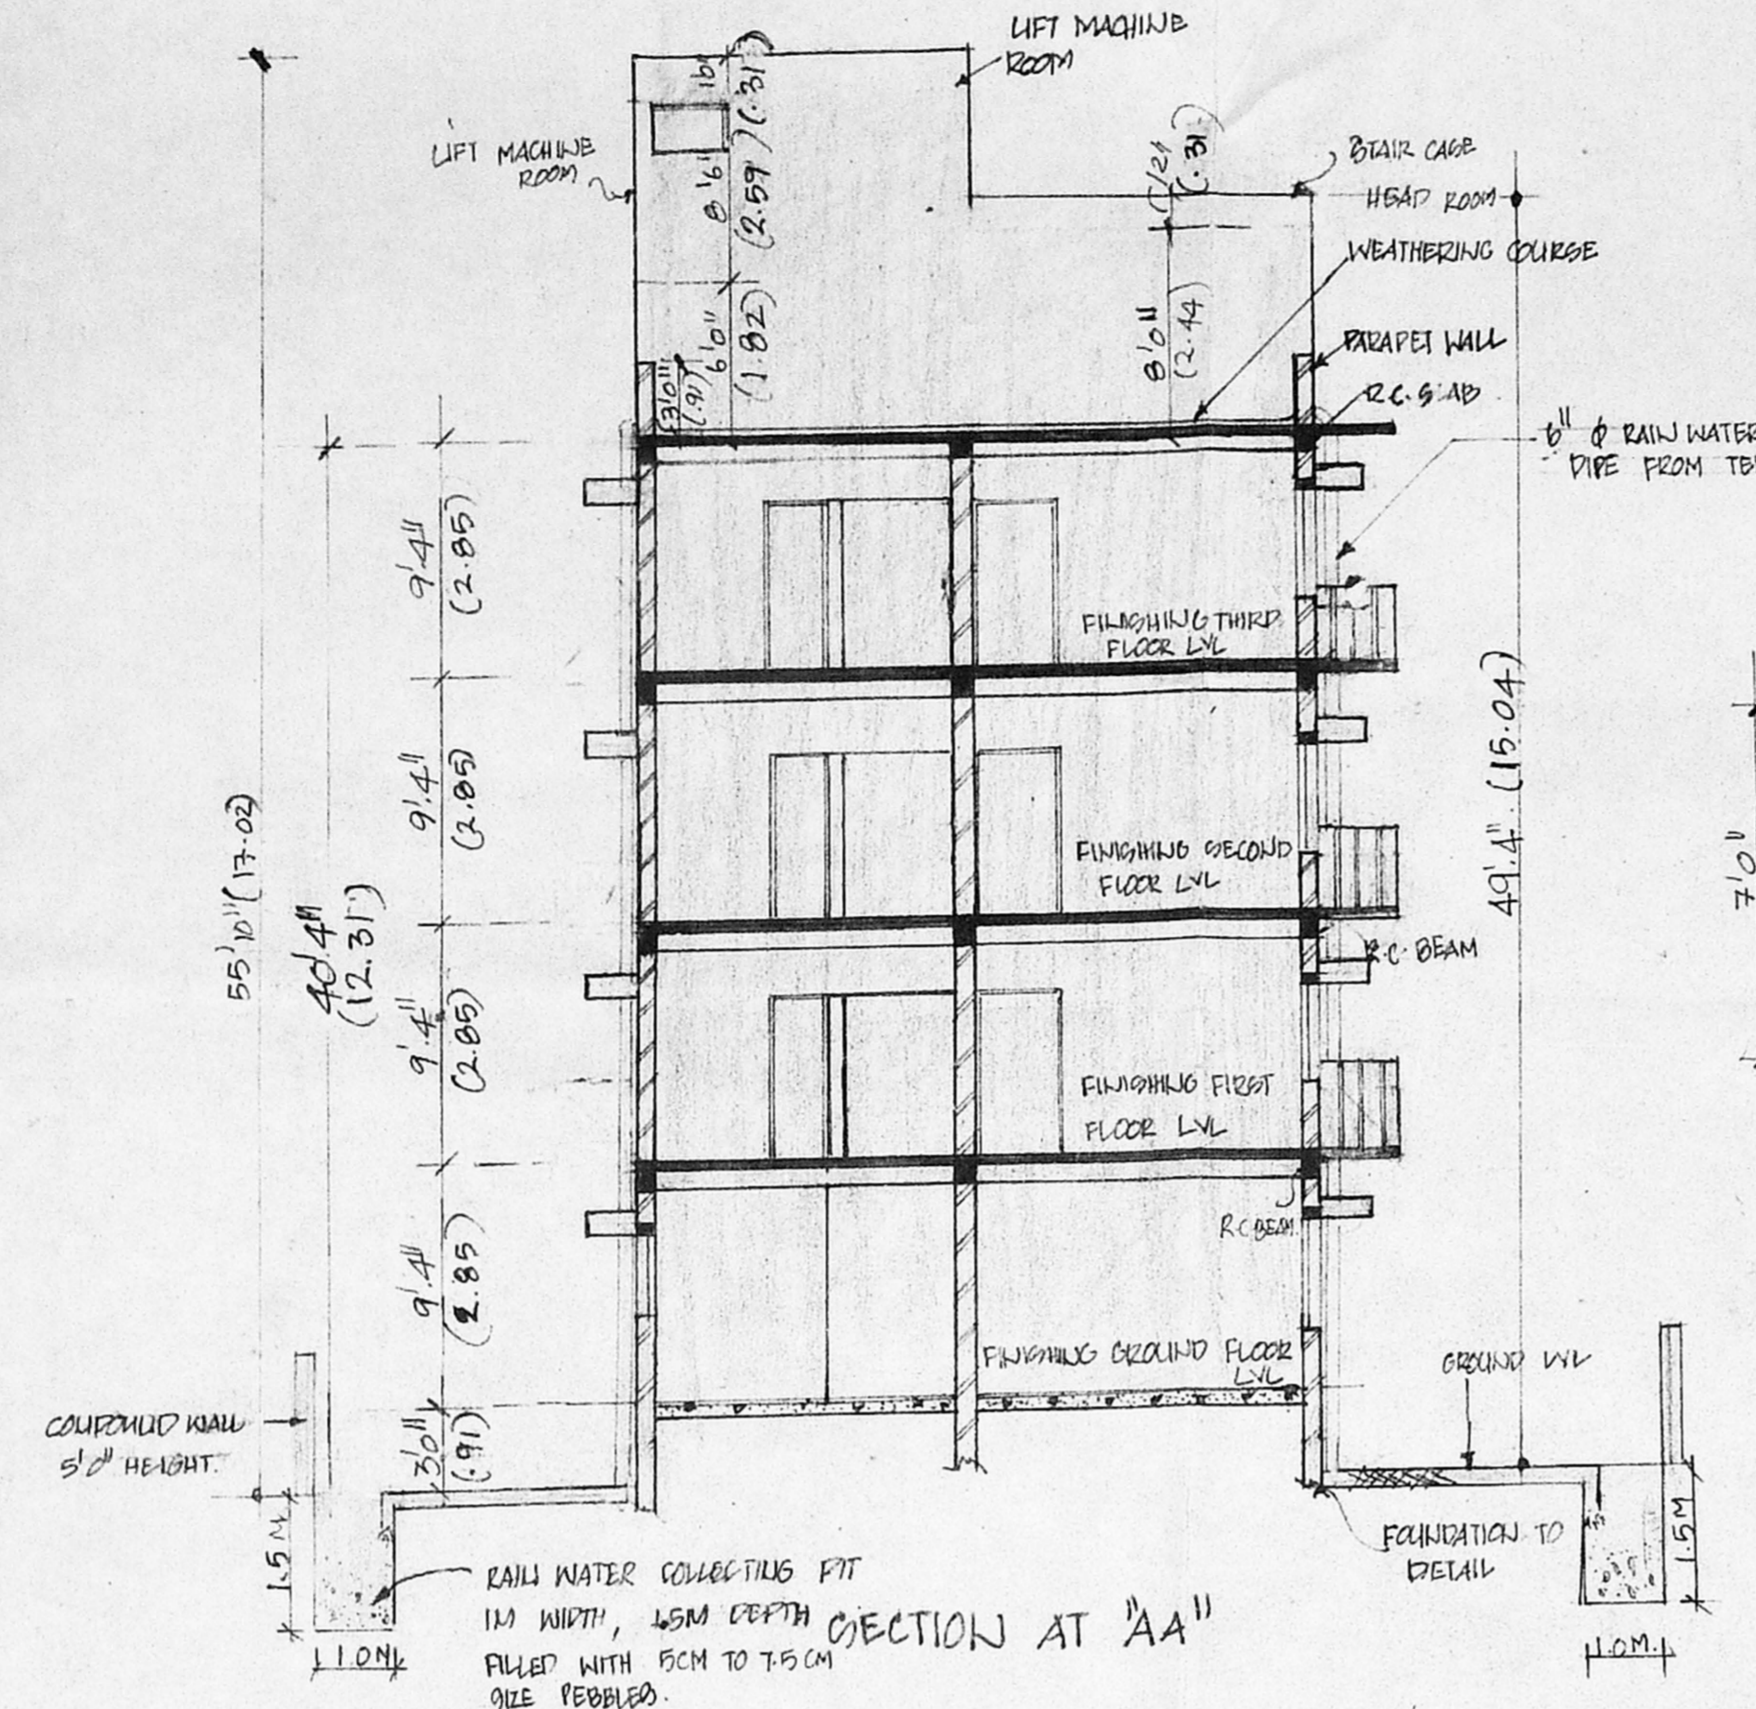 LIFT MACHINE
ROOM
LIFT MACHINE
ROOM
8'6"
(2.59)
(.31)
6'0"
(1.82)
3'0"
(.91)
(.31)
8'0"
(2.44)
STAIR CASE
HEAD ROOM
WEATHERING COURSE
PARAPET WALL
R.C. SLAB
6" φ RAIN WATER
PIPE FROM
9'.4"
(2.85)
9'.4"
(2.85)
9'.4"
(2.85)
9'.4"
(2.85)
3'0"
(.91)
55'10" (17.02)
40'.4"
(12.31)
49'.4" (15.04)
7'0"
FINISHING THIRD
FLOOR LVL
FINISHING SECOND
FLOOR LVL
R.C. BEAM
FINISHING FIRST
FLOOR LVL
R.C BEAM
FINISHING GROUND FLOOR
LVL
GROUND LVL
COMPOUND WALL
5'0" HEIGHT.
1.5M
1.0M
FOUNDATION TO
DETAIL
1.5M
1.0M.
RAIN WATER COLLECTING PIT
1M WIDTH, 1.5M DEPTH
FILLED WITH 5CM TO 7.5CM
SIZE PEBBLES.
SECTION AT "AA"